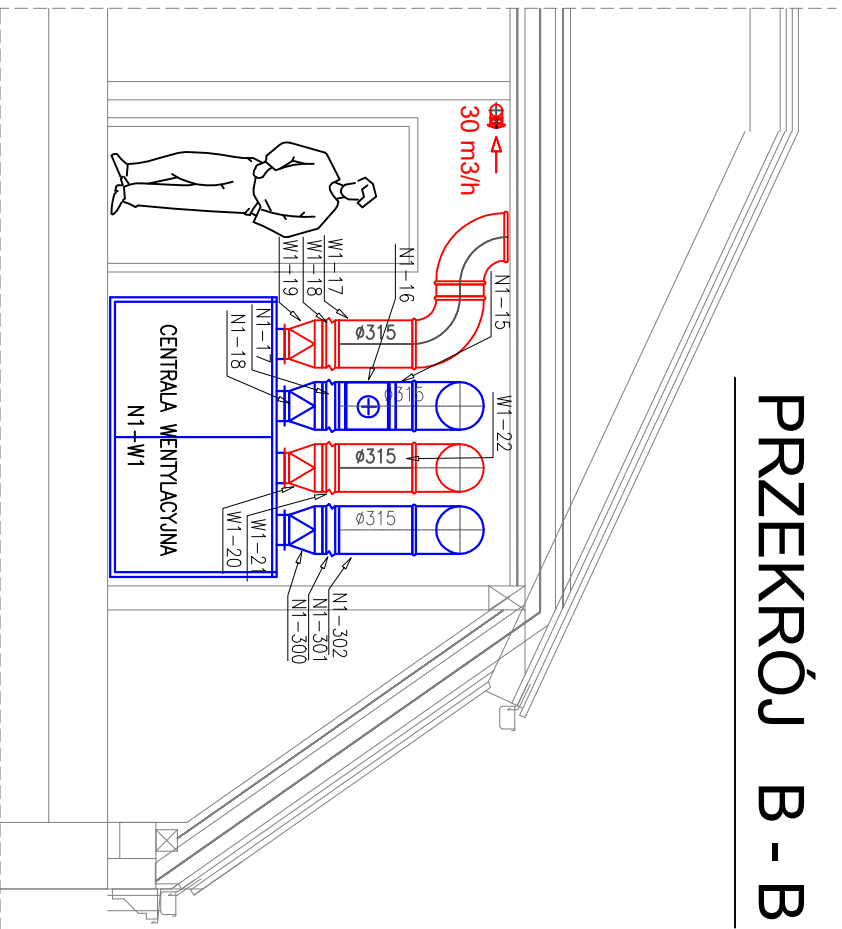 PRZEKRÓJ B - B
30 m3/h
W1-19
W1-18
W1-17
N1-16
N1-15
W1-22
N1-18
N1-17
Ø315
Ø315
Ø315
Ø315
CENTRALA WENTYLACYJNA
N1-W1
W1-20
W1-21
N1-300
N1-301
N1-302